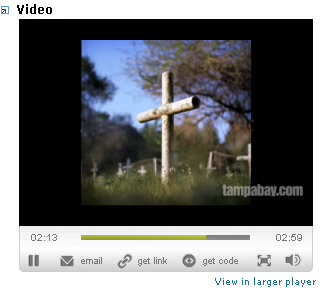 Video
tampabay.com
02:13 02:59
email get link get code
View in larger player